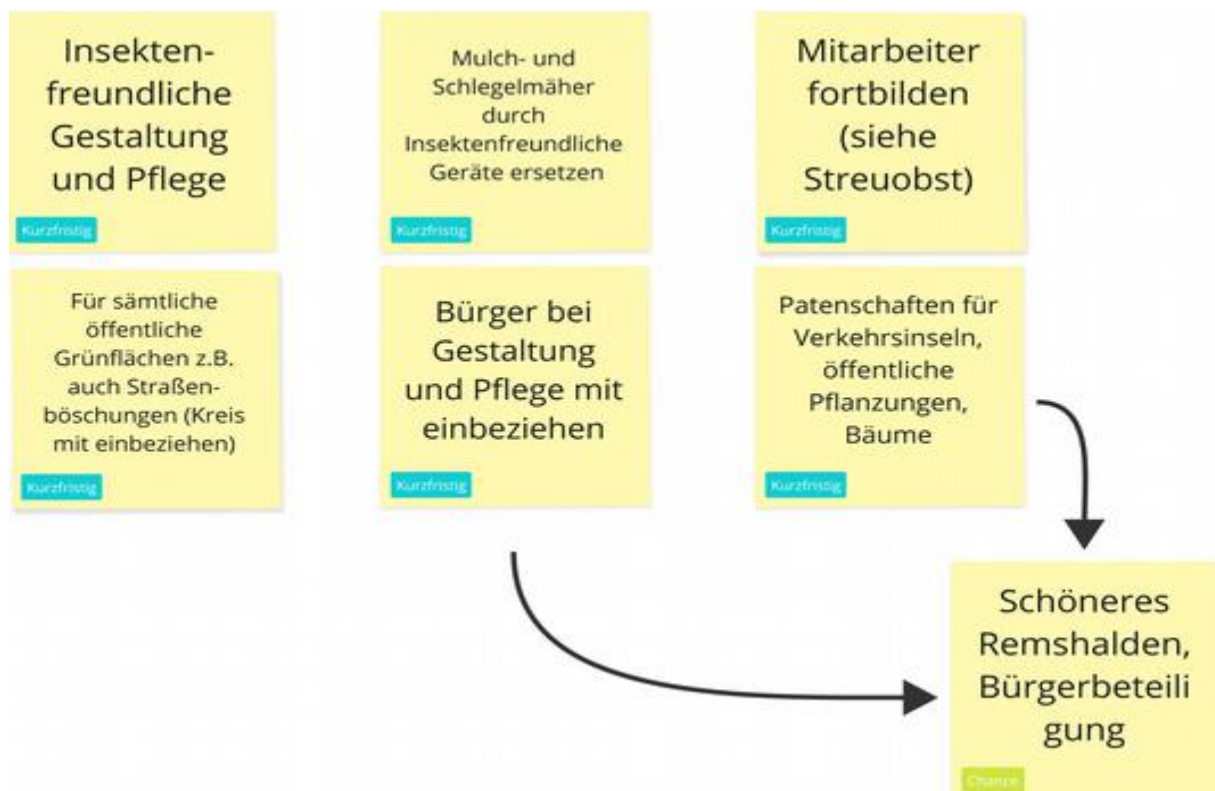 Insekten-
freundliche
Gestaltung
und Pflege
Kurzfristig
Mulch- und
Schlegelmäher
durch
Insektenfreundliche
Geräte ersetzen
Kurzfristig
Mitarbeiter
fortbilden
(siehe
Streuobst)
Kurzfristig
Für sämtliche
öffentliche
Grünflächen z.B.
auch Straßen-
böschungen (Kreis
mit einbeziehen)
Kurzfristig
Bürger bei
Gestaltung
und Pflege mit
einbeziehen
Kurzfristig
Patenschaften für
Verkehrsinseln,
öffentliche
Pflanzungen,
Bäume
Kurzfristig
Schöneres
Remshalden,
Bürgerbeteili
gung
Chance